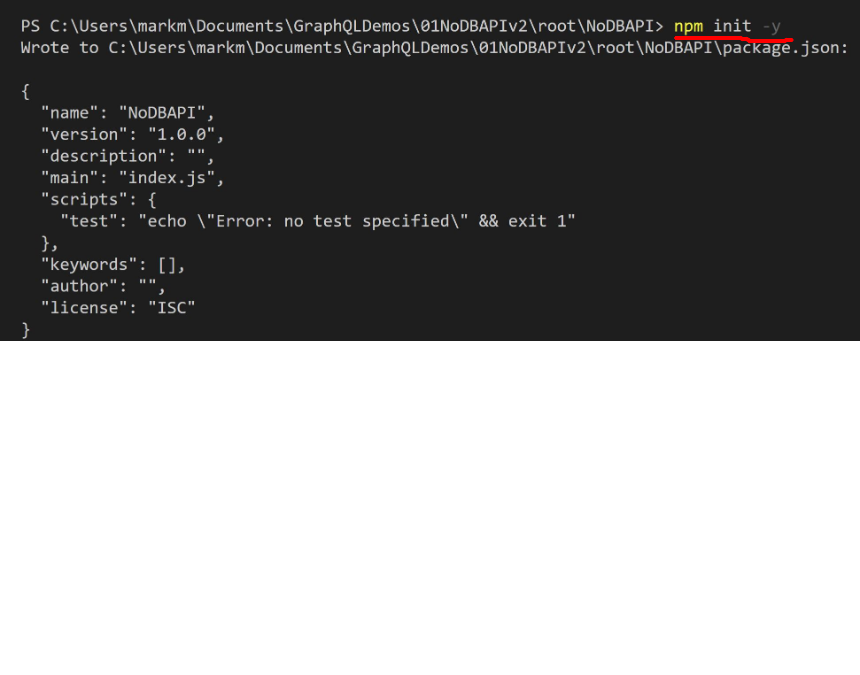 PS C:\Users\markm\Documents\GraphQLDemos\01NoDBAPIv2\root\NoDBAPI> npm init -y
Wrote to C:\Users\markm\Documents\GraphQLDemos\01NoDBAPIv2\root\NoDBAPI\package.json:
{
  "name": "NoDBAPI",
  "version": "1.0.0",
  "description": "",
  "main": "index.js",
  "scripts": {
    "test": "echo \"Error: no test specified\" && exit 1"
  },
  "keywords": [],
  "author": "",
  "license": "ISC"
}